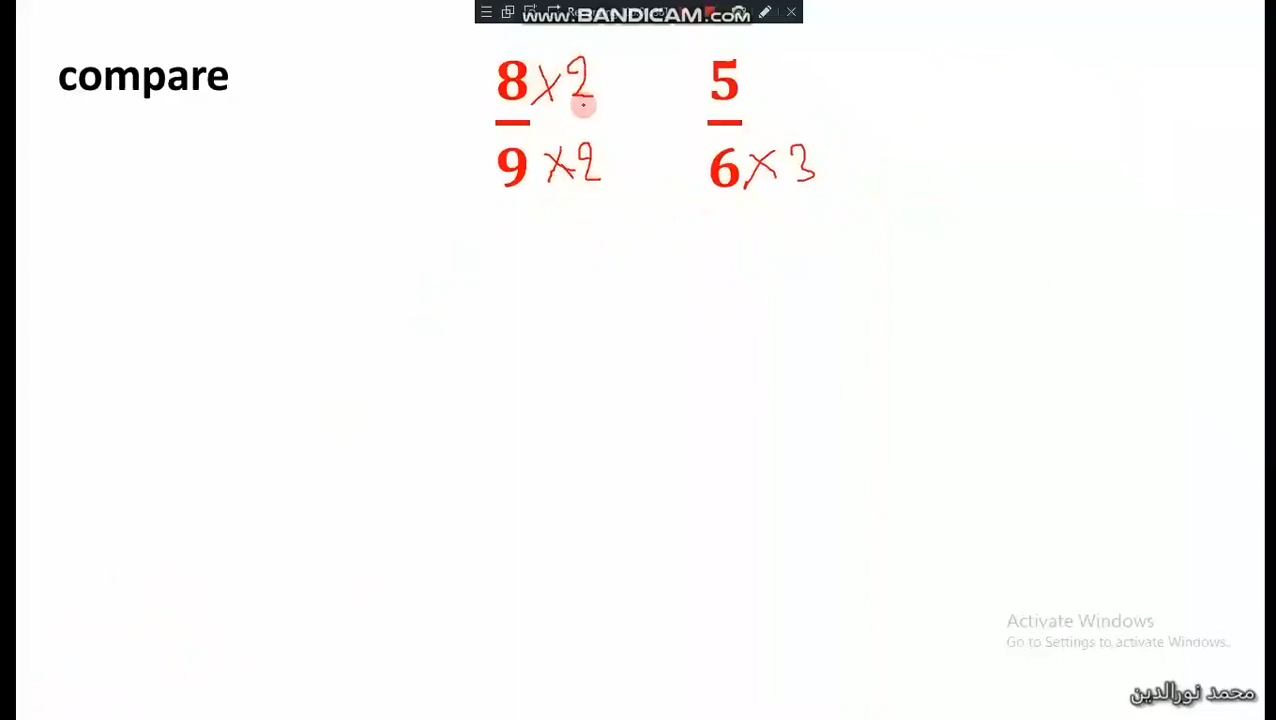 www.BANDICAM.com
compare
8 × 2 5
9 × 2 6 × 3
Activate Windows
Go to Settings to activate Windows.
محمد نورالدين